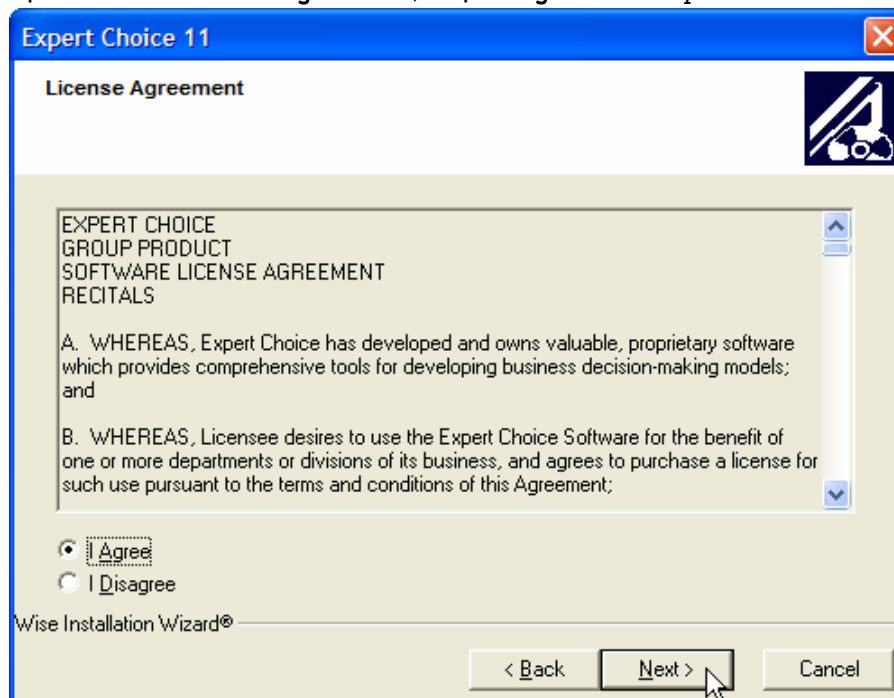 Expert Choice 11
License Agreement
EXPERT CHOICE
GROUP PRODUCT
SOFTWARE LICENSE AGREEMENT
RECITALS
A. WHEREAS, Expert Choice has developed and owns valuable, proprietary software
which provides comprehensive tools for developing business decision-making models;
and
B. WHEREAS, Licensee desires to use the Expert Choice Software for the benefit of
one or more departments or divisions of its business, and agrees to purchase a license for
such use pursuant to the terms and conditions of this Agreement;
I Agree
I Disagree
Wise Installation Wizard®
< Back Next > Cancel